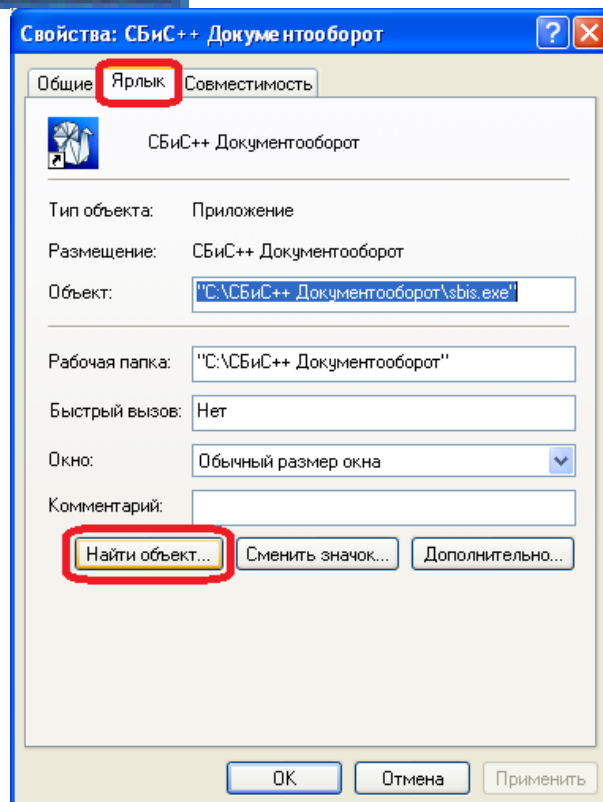 Свойства: СБиС++ Документооборот
Общие Ярлык Совместимость
СБиС++ Документооборот
Тип объекта: Приложение
Размещение: СБиС++ Документооборот
Объект: "C:\СБиС++ Документооборот\sbis.exe"
Рабочая папка: "C:\СБиС++ Документооборот"
Быстрый вызов: Нет
Окно: Обычный размер окна
Комментарий:
Найти объект... Сменить значок... Дополнительно...
OK Отмена Применить